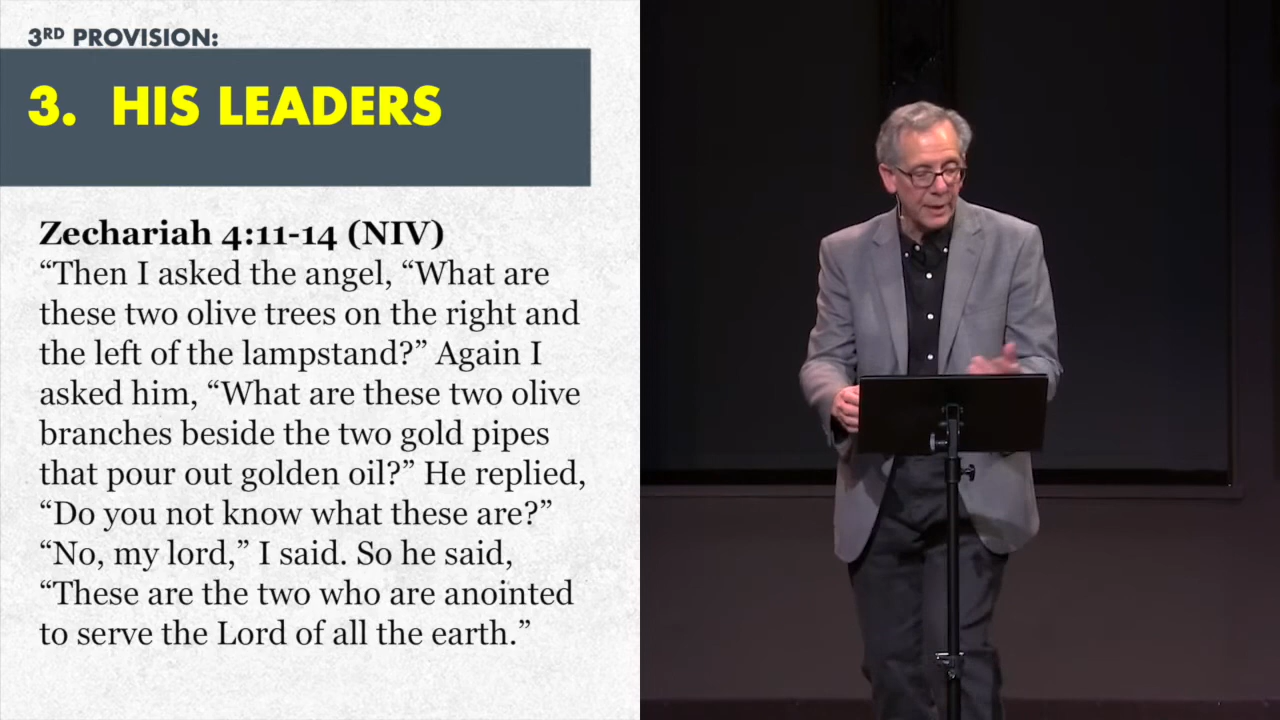 3RD PROVISION:
3. HIS LEADERS
Zechariah 4:11-14 (NIV)
“Then I asked the angel, “What are
these two olive trees on the right and
the left of the lampstand?” Again I
asked him, “What are these two olive
branches beside the two gold pipes
that pour out golden oil?” He replied,
“Do you not know what these are?”
“No, my lord,” I said. So he said,
“These are the two who are anointed
to serve the Lord of all the earth.”